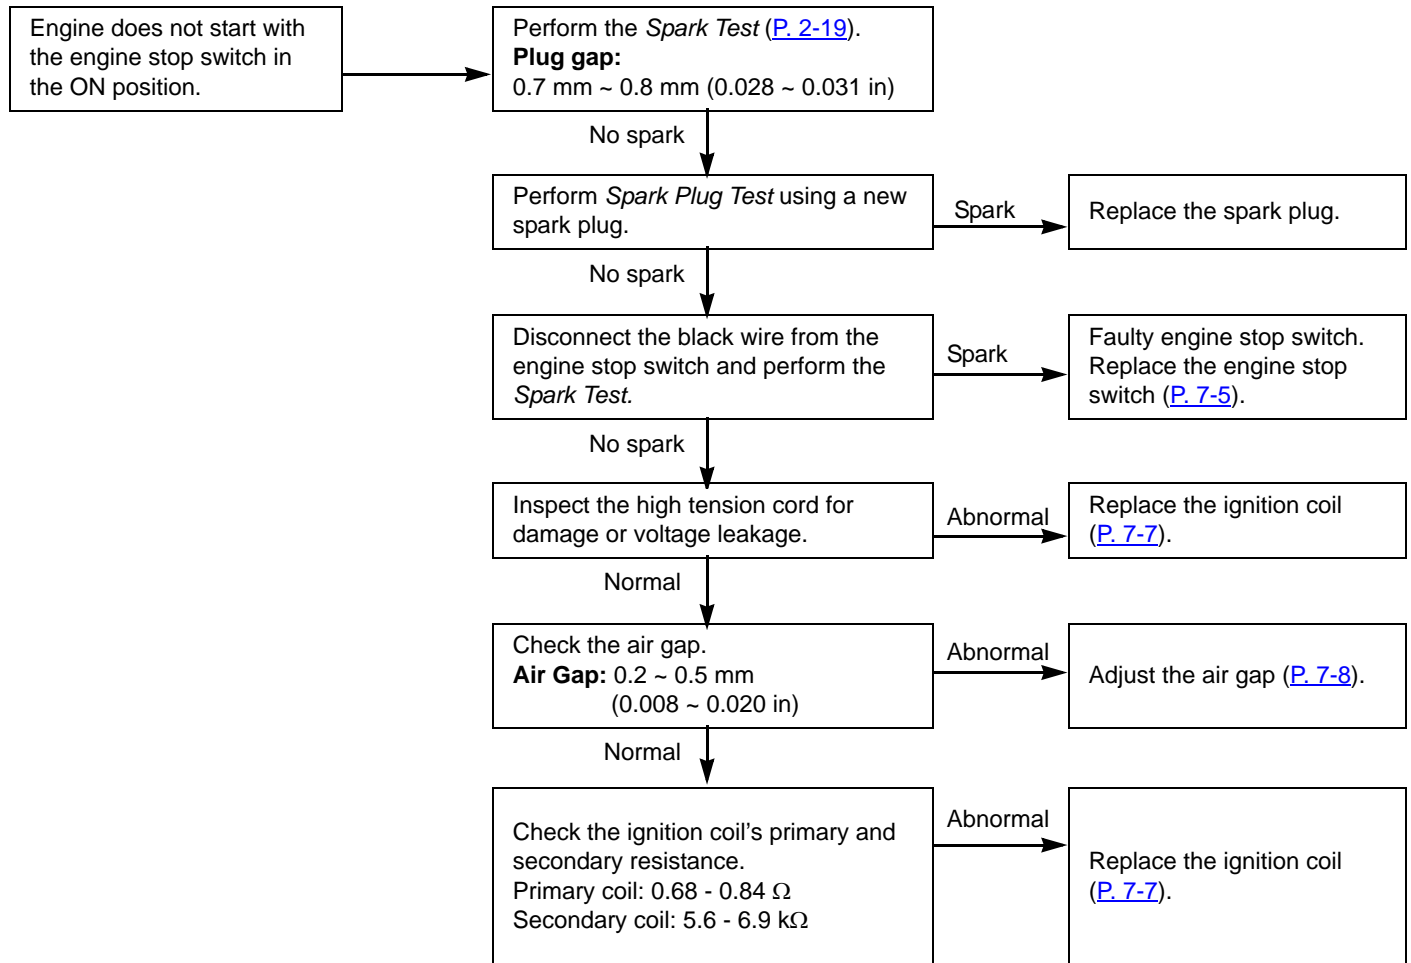 Engine does not start with
the engine stop switch in
the ON position.
Perform the Spark Test (P. 2-19).
Plug gap:
0.7 mm ~ 0.8 mm (0.028 ~ 0.031 in)
No spark
Perform Spark Plug Test using a new
spark plug.
Spark
Replace the spark plug.
No spark
Disconnect the black wire from the
engine stop switch and perform the
Spark Test.
Spark
Faulty engine stop switch.
Replace the engine stop
switch (P. 7-5).
No spark
Inspect the high tension cord for
damage or voltage leakage.
Abnormal
Replace the ignition coil
(P. 7-7).
Normal
Check the air gap.
Air Gap: 0.2 ~ 0.5 mm
(0.008 ~ 0.020 in)
Abnormal
Adjust the air gap (P. 7-8).
Normal
Check the ignition coil's primary and
secondary resistance.
Primary coil: 0.68 - 0.84 Ω
Secondary coil: 5.6 - 6.9 kΩ
Abnormal
Replace the ignition coil
(P. 7-7).